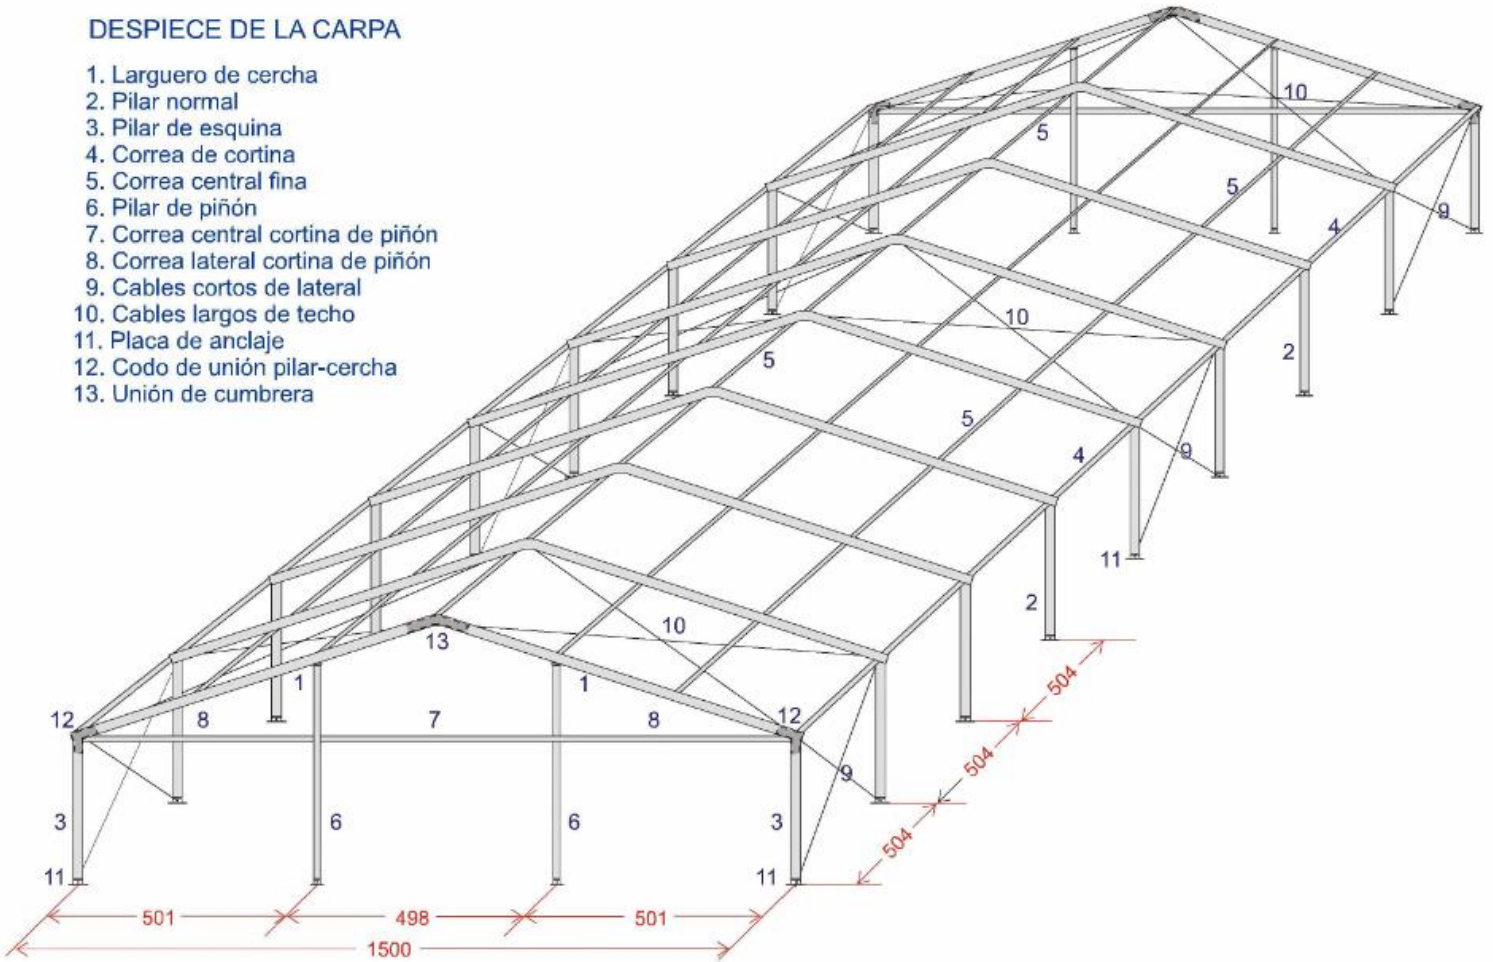 DESPIECE DE LA CARPA
1. Larguero de cercha
2. Pilar normal
3. Pilar de esquina
4. Correa de cortina
5. Correa central fina
6. Pilar de piñón
7. Correa central cortina de piñón
8. Correa lateral cortina de piñón
9. Cables cortos de lateral
10. Cables largos de techo
11. Placa de anclaje
12. Codo de unión pilar-cercha
13. Unión de cumbrera
10
5
5
9
4
10
2
5
5
4
9
11
2
10
13
504
1
1
12
8
7
8
12
504
9
3
6
6
3
504
11
11
501
498
501
1500